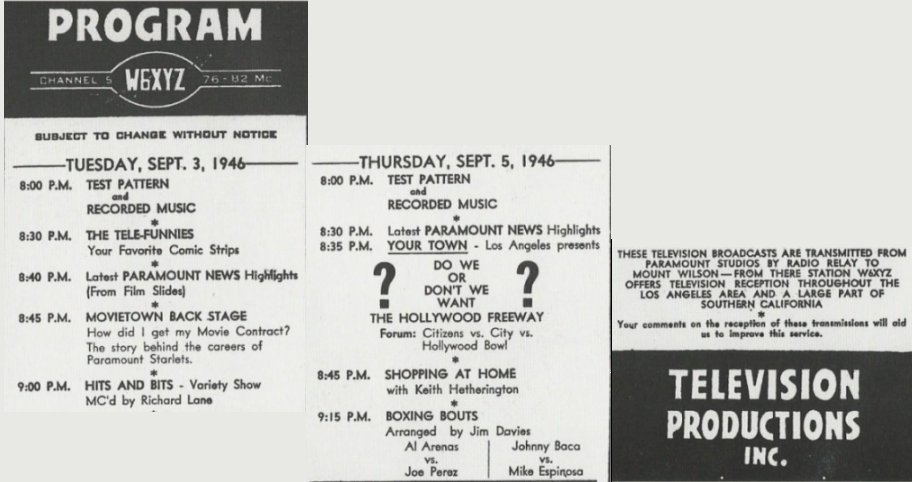 PROGRAM
CHANNEL 5 W6XYZ 76-82 Mc
SUBJECT TO CHANGE WITHOUT NOTICE
TUESDAY, SEPT. 3, 1946
8:00 P.M. TEST PATTERN
and
RECORDED MUSIC
*
8:30 P.M. THE TELE-FUNNIES
Your Favorite Comic Strips
*
8:40 P.M. Latest PARAMOUNT NEWS Highlights
(From Film Slides)
*
8:45 P.M. MOVIETOWN BACK STAGE
How did I get my Movie Contract?
The story behind the careers of
Paramount Starlets.
*
9:00 P.M. HITS AND BITS - Variety Show
MC'd by Richard Lane
THURSDAY, SEPT. 5, 1946
8:00 P.M. TEST PATTERN
and
RECORDED MUSIC
*
8:30 P.M. Latest PARAMOUNT NEWS Highlights
8:35 P.M. YOUR TOWN - Los Angeles presents
? DO WE ?
OR
DON'T WE
WANT
THE HOLLYWOOD FREEWAY
Forum: Citizens vs. City vs.
Hollywood Bowl
*
8:45 P.M. SHOPPING AT HOME
with Keith Hetherington
*
9:15 P.M. BOXING BOUTS
Arranged by Jim Davies
Al Arenas Johnny Baca
vs. vs.
Joe Perez Mike Espinosa
THESE TELEVISION BROADCASTS ARE TRANSMITTED FROM
PARAMOUNT STUDIOS BY RADIO RELAY TO
MOUNT WILSON—FROM THERE STATION W6XYZ
OFFERS TELEVISION RECEPTION THROUGHOUT THE
LOS ANGELES AREA AND A LARGE PART OF
SOUTHERN CALIFORNIA
*
Your comments on the reception of these transmissions will aid
us to improve this service.
TELEVISION
PRODUCTIONS
INC.